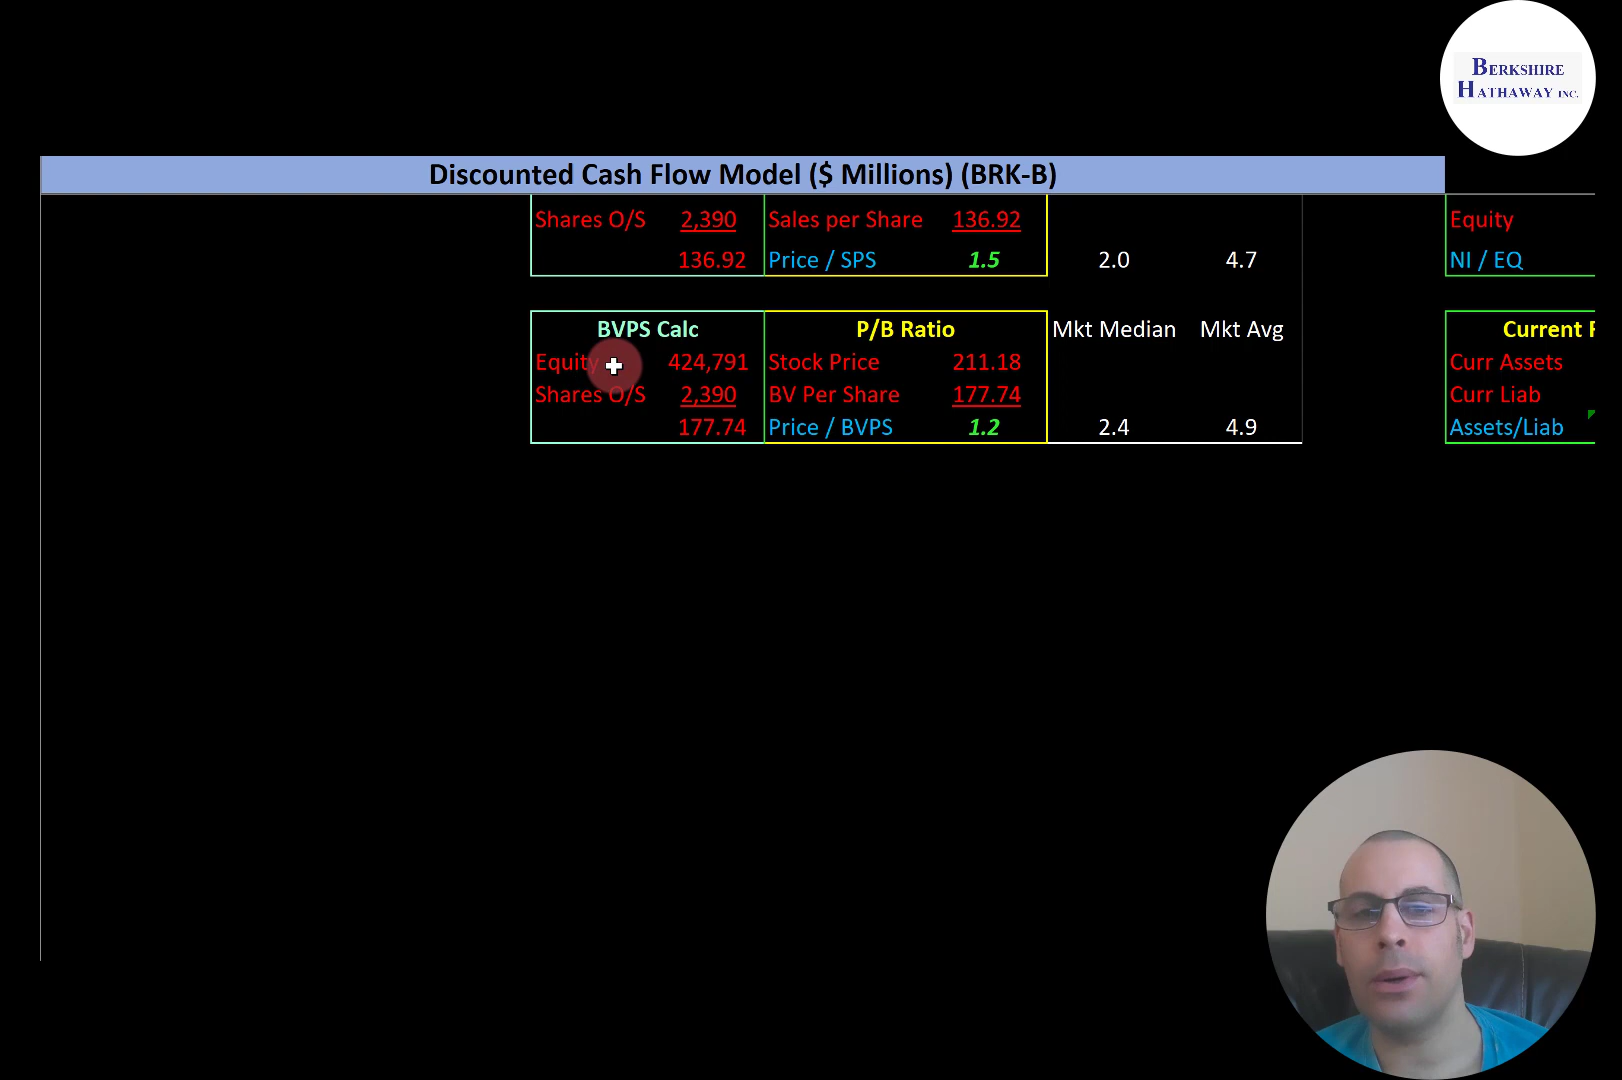 BERKSHIRE
HATHAWAY INC.
Discounted Cash Flow Model ($ Millions) (BRK-B)
Shares O/S 2,390 Sales per Share 136.92 Equity
136.92 Price / SPS 1.5 2.0 4.7 NI / EQ
BVPS Calc P/B Ratio Mkt Median Mkt Avg Current
Equity 424,791 Stock Price 211.18 Curr Assets
Shares O/S 2,390 BV Per Share 177.74 Curr Liab
177.74 Price / BVPS 1.2 2.4 4.9 Assets/Liab